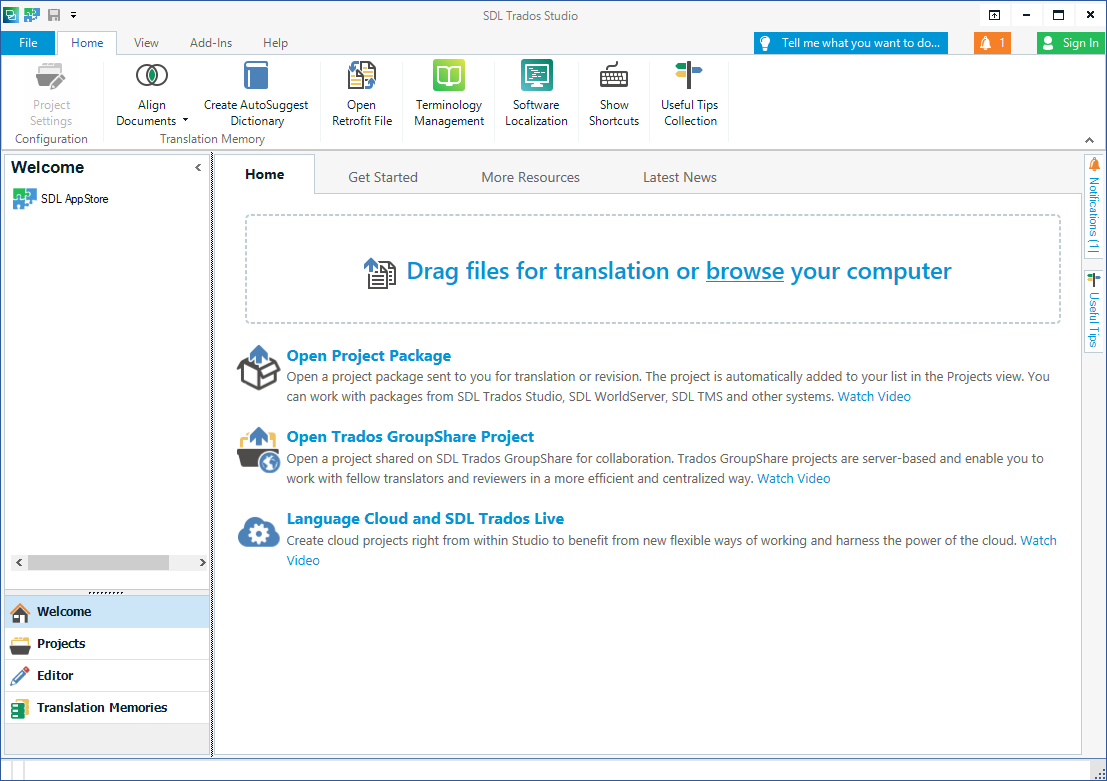 SDL Trados Studio
File
Home
View
Add-Ins
Help
Tell me what you want to do...
1
Sign In
Project
Settings
Configuration
Align
Documents
Create AutoSuggest
Dictionary
Translation Memory
Open
Retrofit File
Terminology
Management
Software
Localization
Show
Shortcuts
Useful Tips
Collection
Welcome
SDL AppStore
Home
Get Started
More Resources
Latest News
Drag files for translation or browse your computer
Open Project Package
Open a project package sent to you for translation or revision. The project is automatically added to your list in the Projects view. You
can work with packages from SDL Trados Studio, SDL WorldServer, SDL TMS and other systems. Watch Video
Open Trados GroupShare Project
Open a project shared on SDL Trados GroupShare for collaboration. Trados GroupShare projects are server-based and enable you to
work with fellow translators and reviewers in a more efficient and centralized way. Watch Video
Language Cloud and SDL Trados Live
Create cloud projects right from within Studio to benefit from new flexible ways of working and harness the power of the cloud. Watch
Video
Notifications (1)
Useful Tips
Welcome
Projects
Editor
Translation Memories